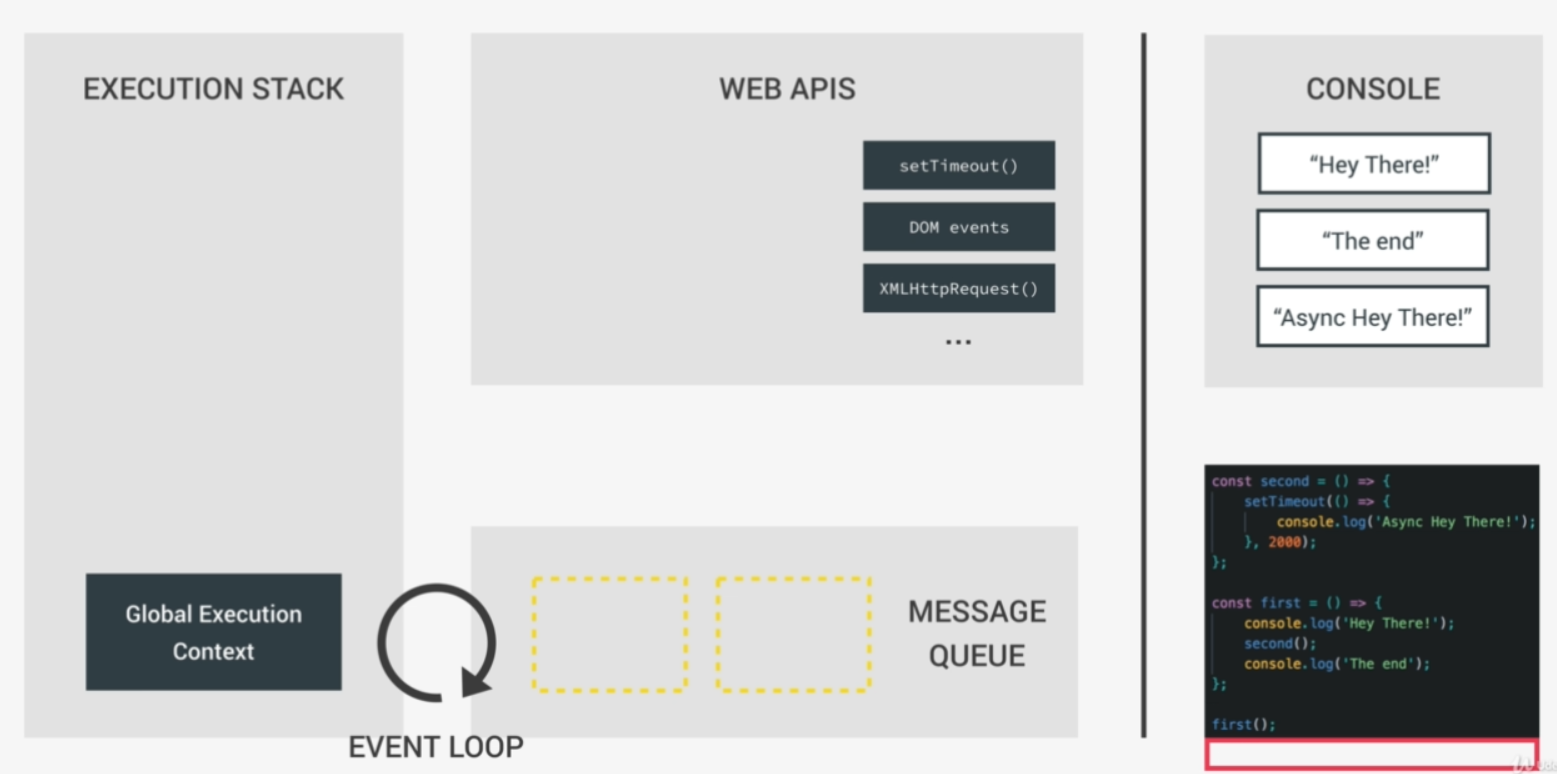 EXECUTION STACK
Global Execution
Context
EVENT LOOP
WEB APIS
setTimeout()
DOM events
XMLHttpRequest()
...
MESSAGE
QUEUE
CONSOLE
“Hey There!”
“The end”
“Async Hey There!”
const second = () => {
    setTimeout(() => {
        console.log('Async Hey There!');
    }, 2000);
};
const first = () => {
    console.log('Hey There!');
    second();
    console.log('The end');
};
first();